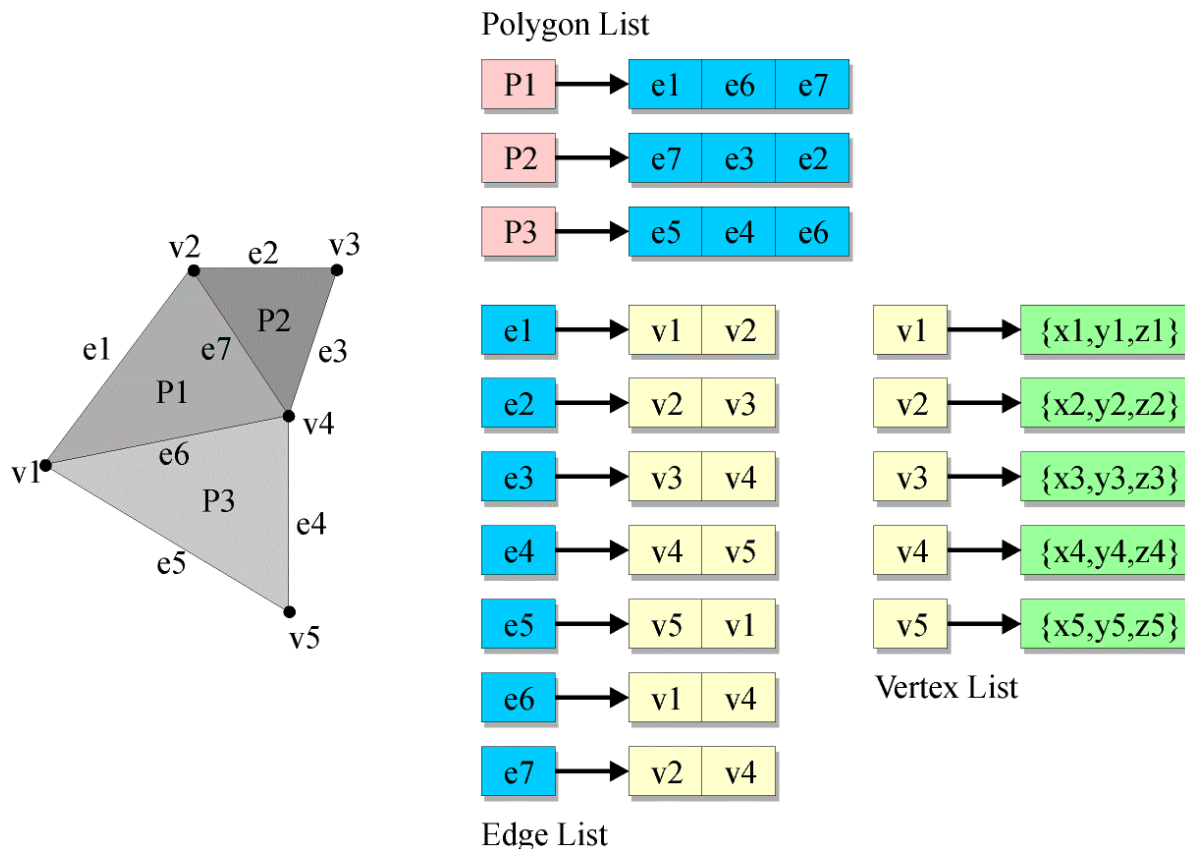 Polygon List
P1 e1 e6 e7
P2 e7 e3 e2
P3 e5 e4 e6
v2 e2 v3
P2
e1 e7 e3
P1
v4
e6
v1
P3
e4
e5
v5
e1 v1 v2
e2 v2 v3
e3 v3 v4
e4 v4 v5
e5 v5 v1
e6 v1 v4
e7 v2 v4
Edge List
v1 {x1,y1,z1}
v2 {x2,y2,z2}
v3 {x3,y3,z3}
v4 {x4,y4,z4}
v5 {x5,y5,z5}
Vertex List